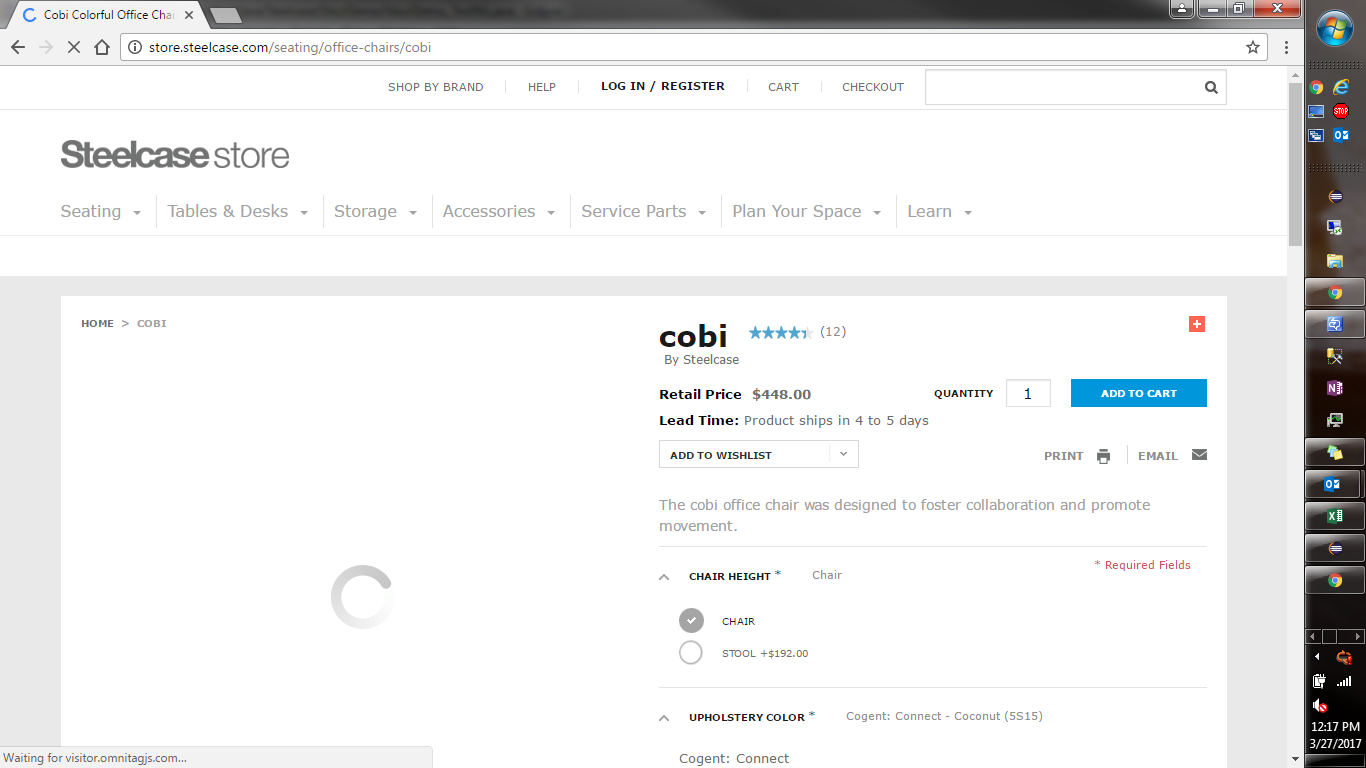 Cobi Colorful Office Chai
store.steelcase.com/seating/office-chairs/cobi
SHOP BY BRAND HELP LOG IN / REGISTER CART CHECKOUT
Steelcase store
Seating Tables & Desks Storage Accessories Service Parts Plan Your Space Learn
HOME > COBI
cobi (12)
By Steelcase
Retail Price $448.00 QUANTITY 1 ADD TO CART
Lead Time: Product ships in 4 to 5 days
ADD TO WISHLIST PRINT EMAIL
The cobi office chair was designed to foster collaboration and promote
movement.
* Required Fields
CHAIR HEIGHT * Chair
CHAIR
STOOL +$192.00
UPHOLSTERY COLOR * Cogent: Connect - Coconut (5S15)
Cogent: Connect
Waiting for visitor.omnitagjs.com...
STOP
12:17 PM
3/27/2017